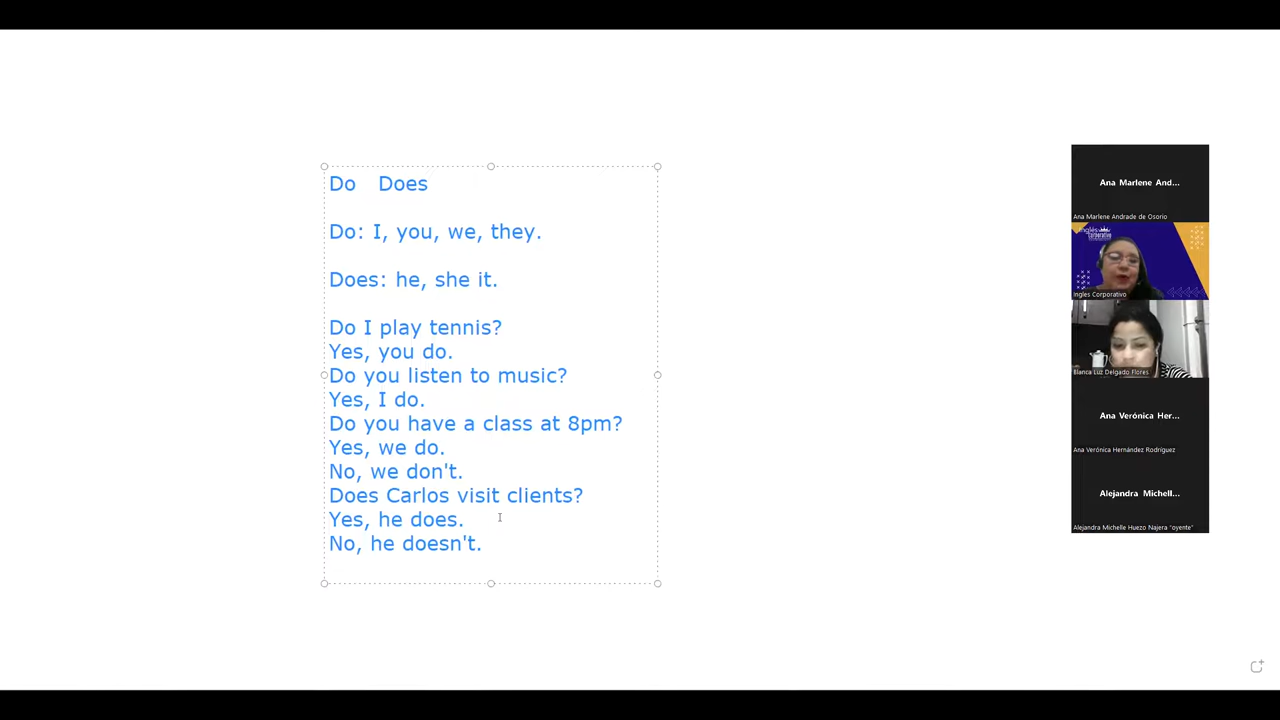 Do Does
Do: I, you, we, they.
Does: he, she it.
Do I play tennis?
Yes, you do.
Do you listen to music?
Yes, I do.
Do you have a class at 8pm?
Yes, we do.
No, we don't.
Does Carlos visit clients?
Yes, he does.
No, he doesn't.
Ana Marlene And...
Ana Marlene Andrade de Osorio
Inglés
Corporativo
Ingles Corporativo
Blanca Luz Delgado Flores
Ana Verónica Her...
Ana Verónica Hernández Rodríguez
Alejandra Michell...
Alejandra Michelle Huezo Najera "oyente"